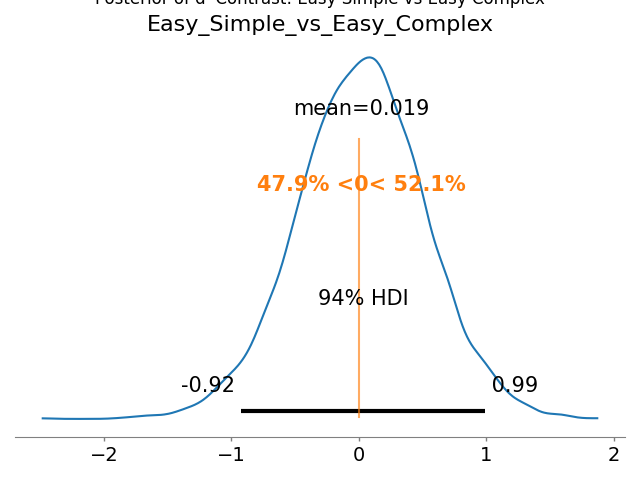 Posterior of d' Contrast: Easy Simple vs Easy Complex
Easy_Simple_vs_Easy_Complex
mean=0.019
47.9% <0< 52.1%
94% HDI
-0.92 0.99
−2 −1 0 1 2